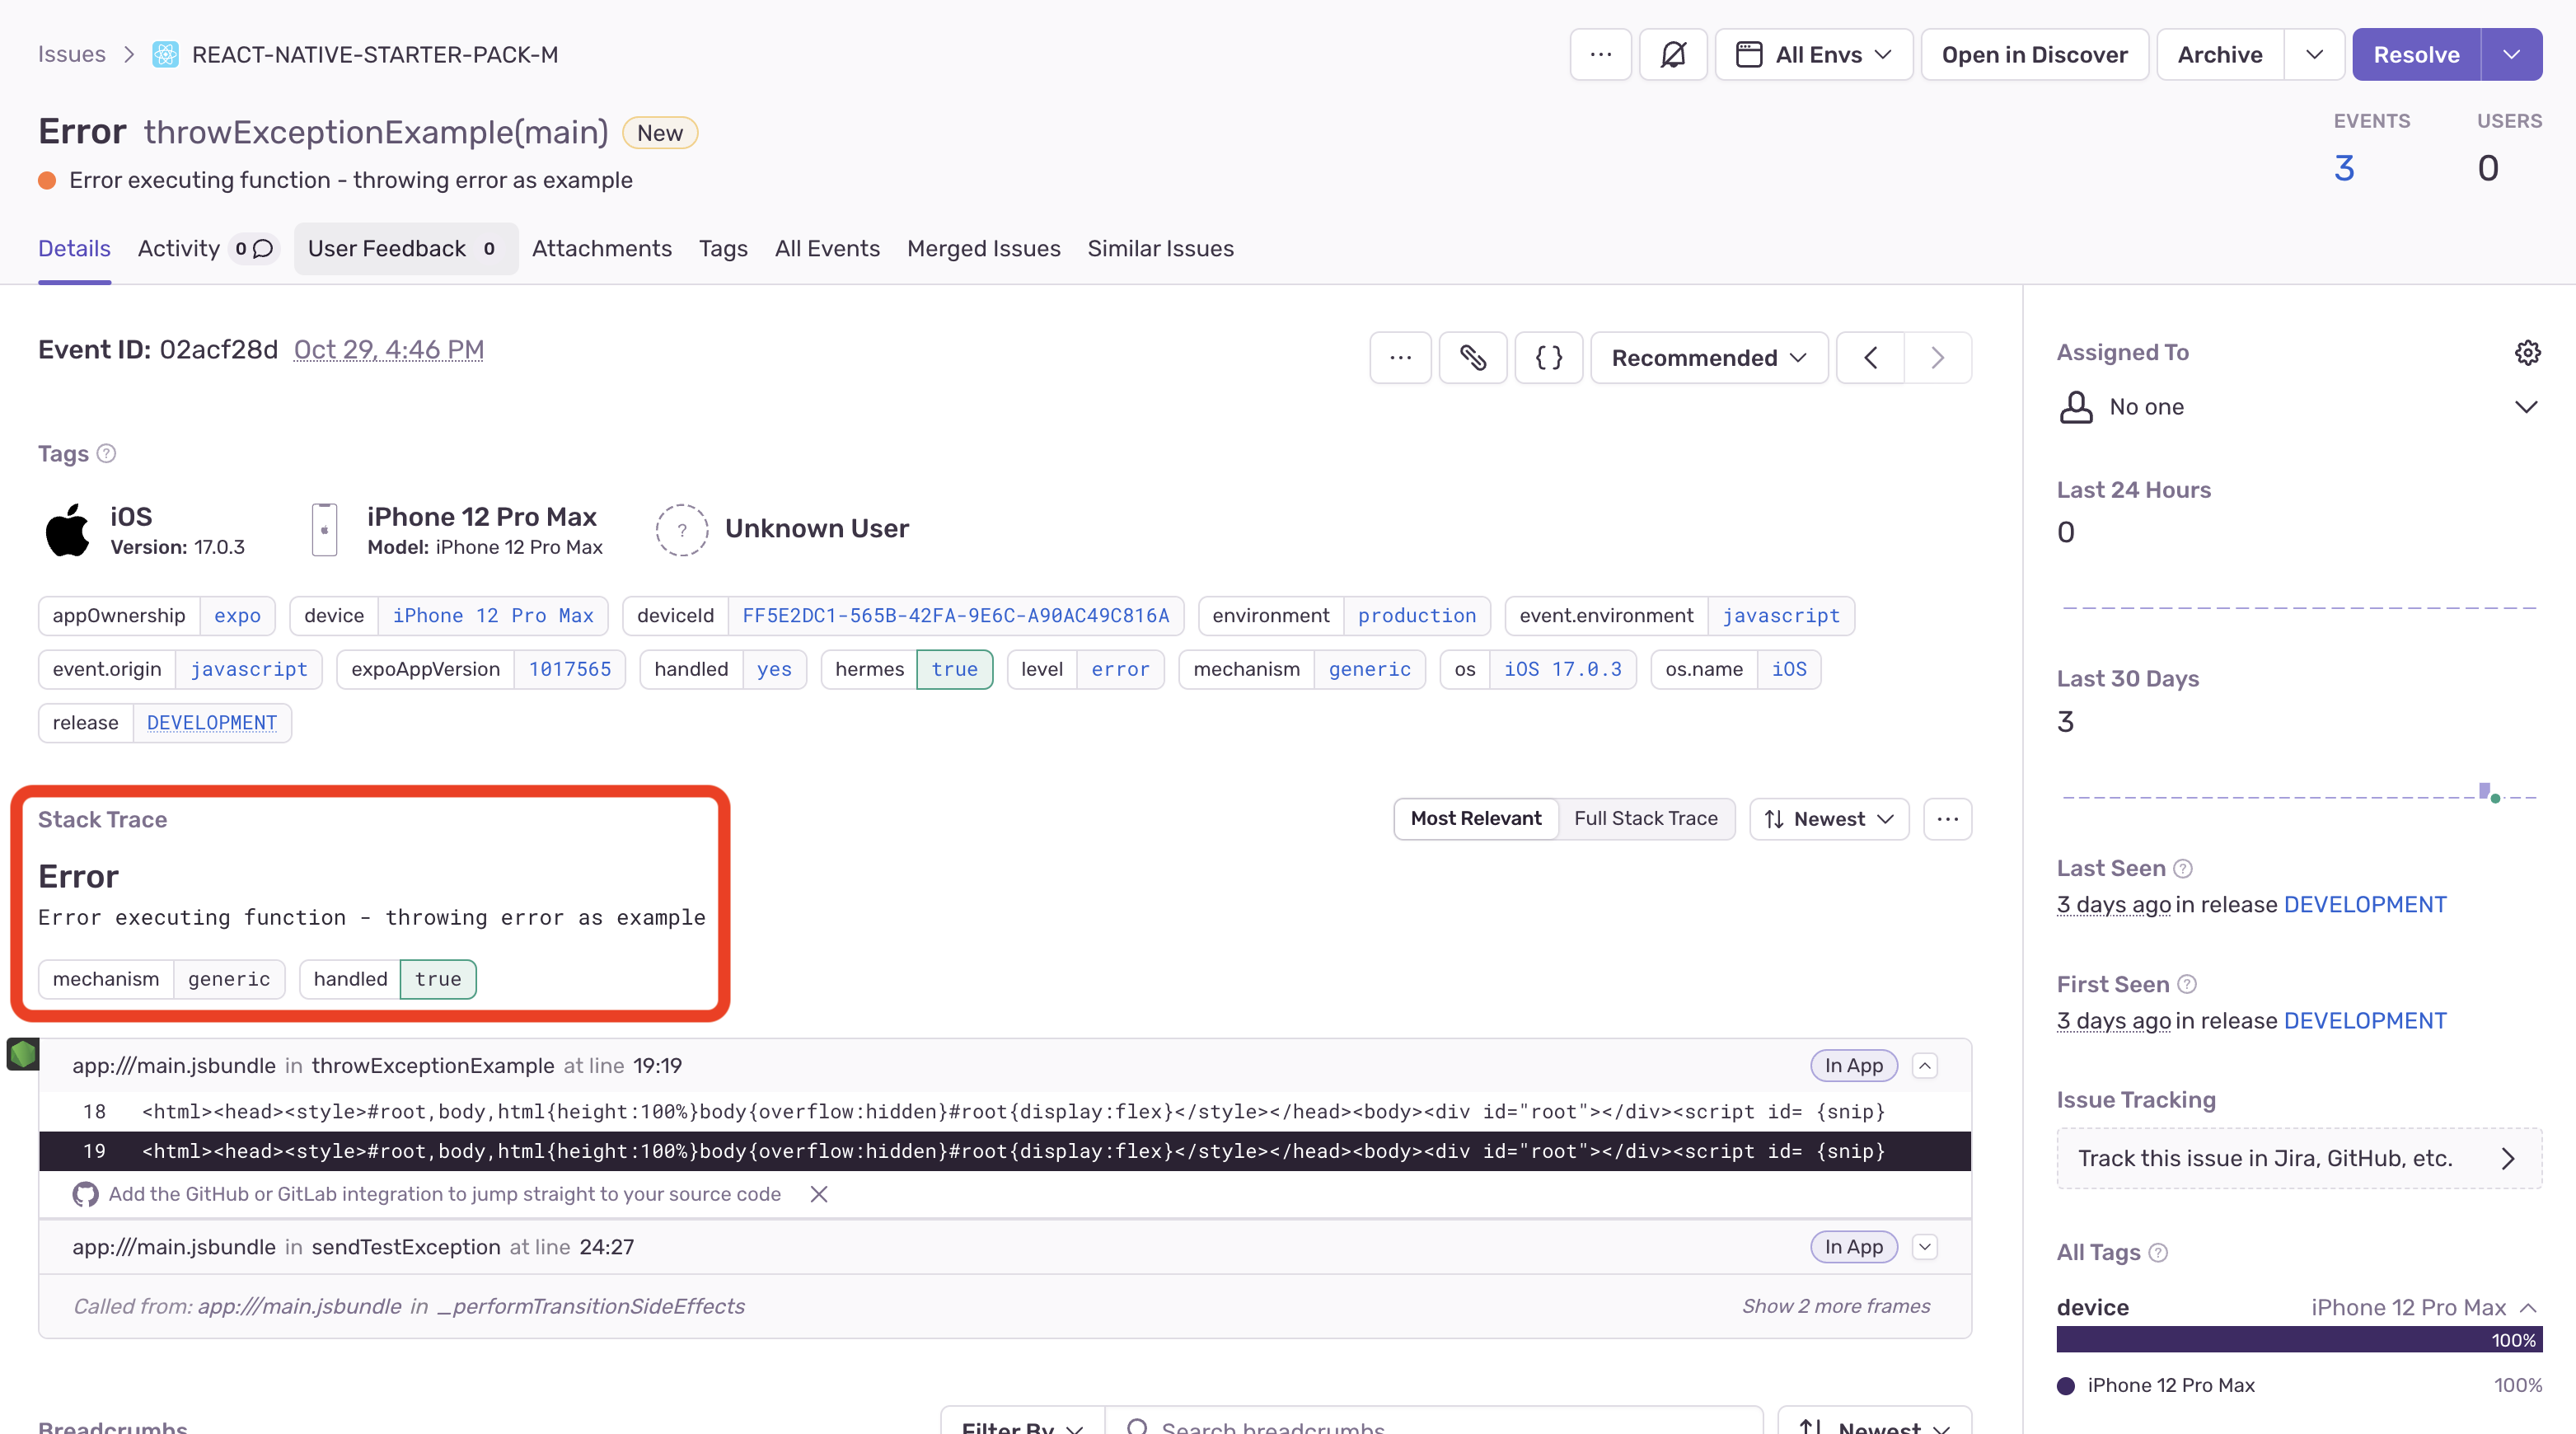 Issues > REACT-NATIVE-STARTER-PACK-M
... All Envs Open in Discover Archive Resolve
Error throwExceptionExample(main) New
EVENTS USERS
3 0
Error executing function - throwing error as example
Details Activity 0 User Feedback 0 Attachments Tags All Events Merged Issues Similar Issues
Event ID: 02acf28d Oct 29, 4:46 PM
... {} Recommended < >
Tags ?
iOS
Version: 17.0.3
iPhone 12 Pro Max
Model: iPhone 12 Pro Max
? Unknown User
appOwnership expo device iPhone 12 Pro Max deviceId FF5E2DC1-565B-42FA-9E6C-A90AC49C816A environment production event.environment javascript
event.origin javascript expoAppVersion 1017565 handled yes hermes true level error mechanism generic os iOS 17.0.3 os.name iOS
release DEVELOPMENT
Stack Trace
Most Relevant Full Stack Trace Newest ...
Error
Error executing function - throwing error as example
mechanism generic handled true
app:///main.jsbundle in throwExceptionExample at line 19:19 In App
18 <html><head><style>#root,body,html{height:100%}body{overflow:hidden}#root{display:flex}</style></head><body><div id="root"></div><script id= {snip}
19 <html><head><style>#root,body,html{height:100%}body{overflow:hidden}#root{display:flex}</style></head><body><div id="root"></div><script id= {snip}
Add the GitHub or GitLab integration to jump straight to your source code
app:///main.jsbundle in sendTestException at line 24:27 In App
Called from: app:///main.jsbundle in _performTransitionSideEffects Show 2 more frames
Breadcrumbs
Filter By Search breadcrumbs Newest
Assigned To
No one
Last 24 Hours
0
Last 30 Days
3
Last Seen ?
3 days ago in release DEVELOPMENT
First Seen ?
3 days ago in release DEVELOPMENT
Issue Tracking
Track this issue in Jira, GitHub, etc.
All Tags ?
device iPhone 12 Pro Max
100%
iPhone 12 Pro Max 100%